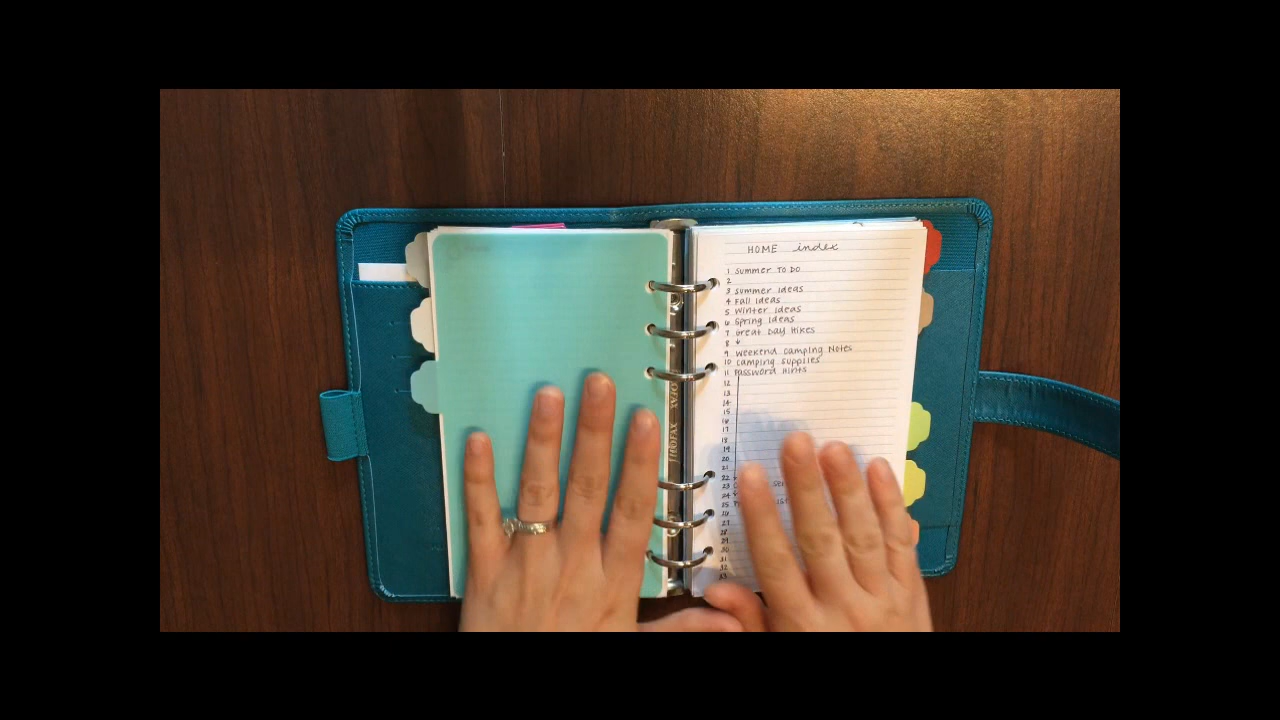 HOME index
1 Summer TO DO
2
3 Summer Ideas
4 Fall Ideas
5 Winter Ideas
6 Spring Ideas
7 Great Day Hikes
8 ↓
9 Weekend Camping Notes
10 Camping Supplies
11 Password Hints
12
13
14
15
16
17
18
19
20
21
22
23
24
25
26
27
28
29
30
31
32
33